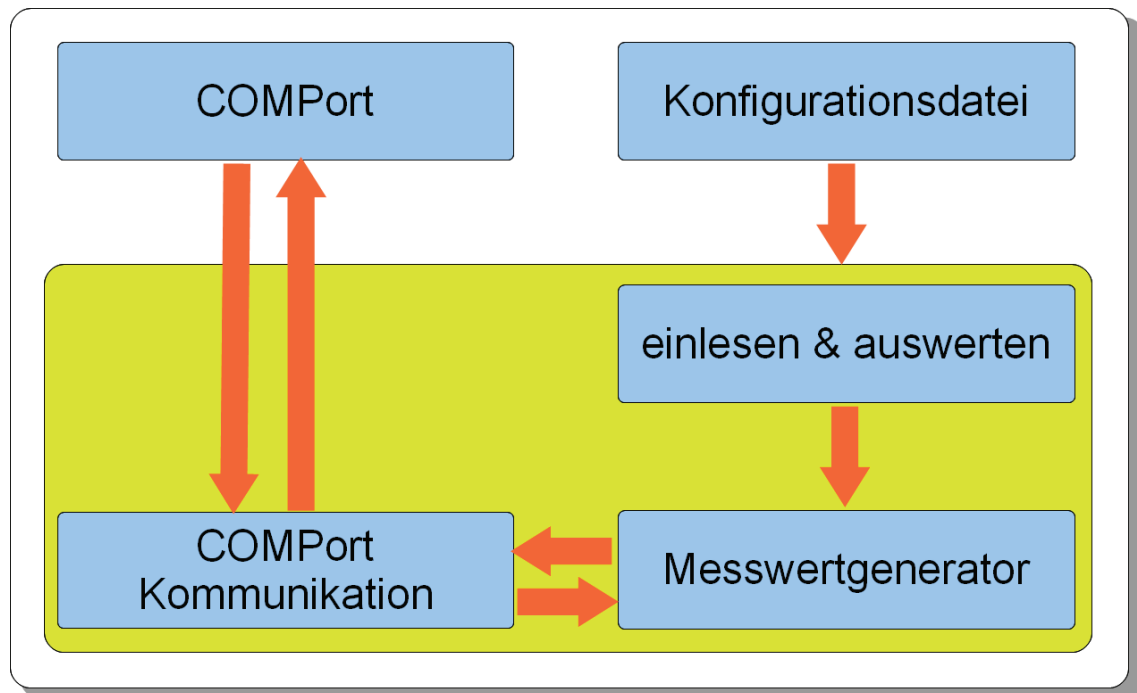 COMPort
Konfigurationsdatei
einlesen & auswerten
COMPort
Kommunikation
Messwertgenerator